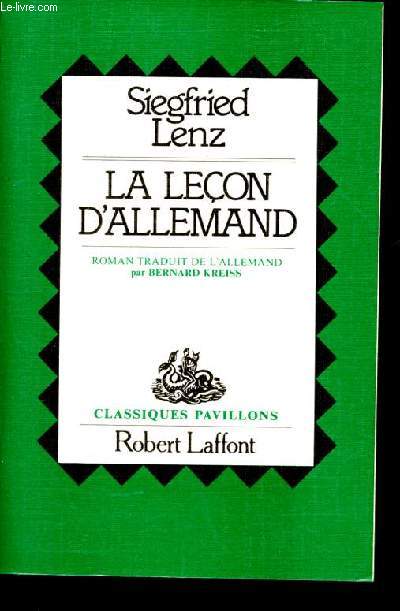 Le-livre.com
Siegfried
Lenz
LA LEÇON
D'ALLEMAND
ROMAN TRADUIT DE L'ALLEMAND
par BERNARD KREISS
CLASSIQUES PAVILLONS
Robert Laffont